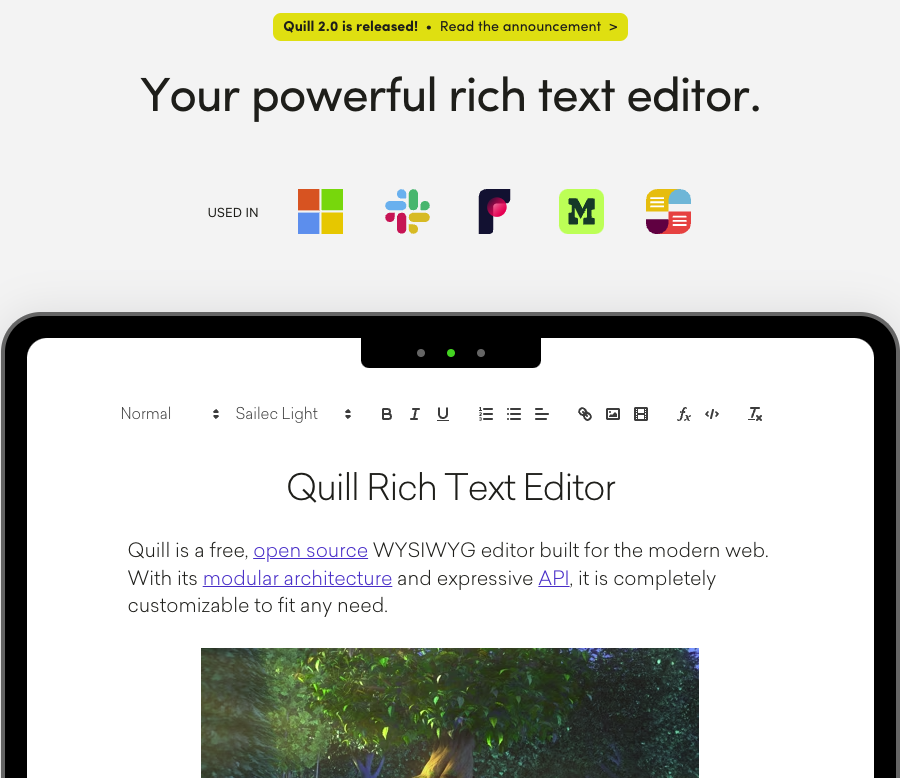 Quill 2.0 is released! • Read the announcement >
Your powerful rich text editor.
USED IN
M
Normal Sailec Light B I U fx </> Tx
Quill Rich Text Editor
Quill is a free, open source WYSIWYG editor built for the modern web.
With its modular architecture and expressive API, it is completely
customizable to fit any need.